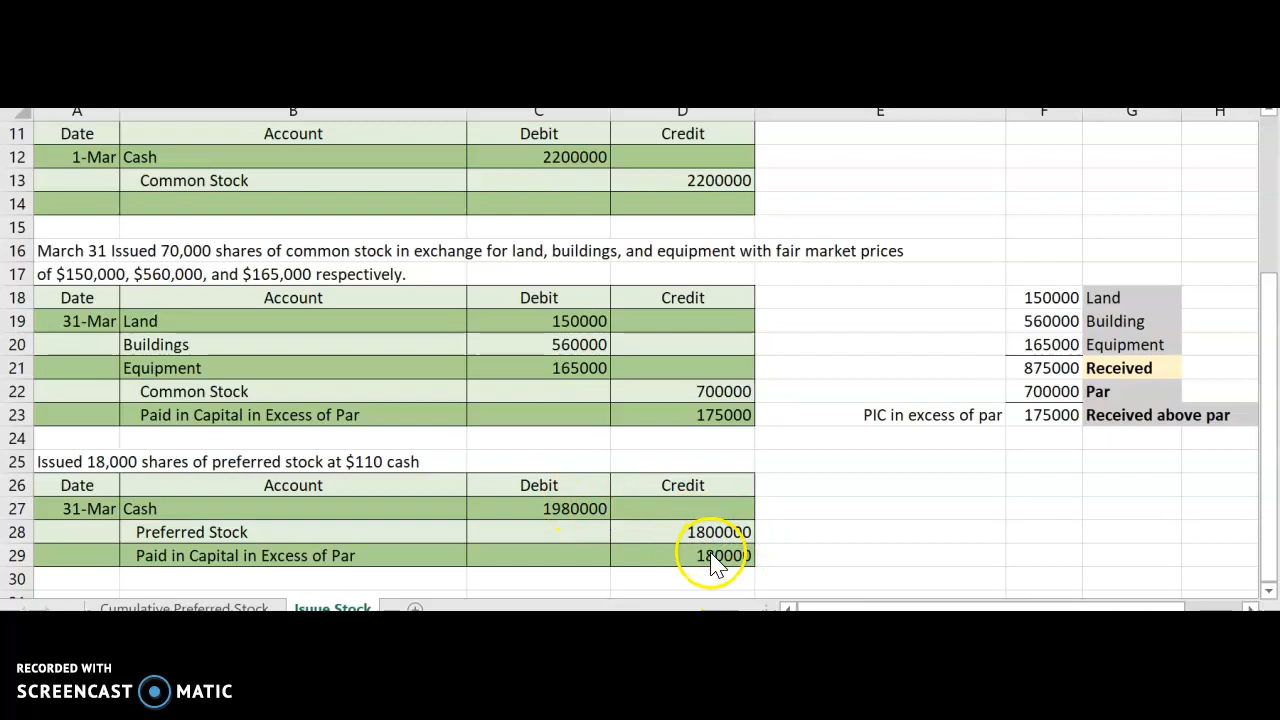 A B C D E F G H
11 Date Account Debit Credit
12 1-Mar Cash 2200000
13 Common Stock 2200000
14
15
16 March 31 Issued 70,000 shares of common stock in exchange for land, buildings, and equipment with fair market prices
17 of $150,000, $560,000, and $165,000 respectively.
18 Date Account Debit Credit 150000 Land
19 31-Mar Land 150000 560000 Building
20 Buildings 560000 165000 Equipment
21 Equipment 165000 875000 Received
22 Common Stock 700000 700000 Par
23 Paid in Capital in Excess of Par 175000 PIC in excess of par 175000 Received above par
24
25 Issued 18,000 shares of preferred stock at $110 cash
26 Date Account Debit Credit
27 31-Mar Cash 1980000
28 Preferred Stock 1800000
29 Paid in Capital in Excess of Par 180000
30
Cumulative Preferred Stock Isuue Stock
RECORDED WITH
SCREENCAST MATIC